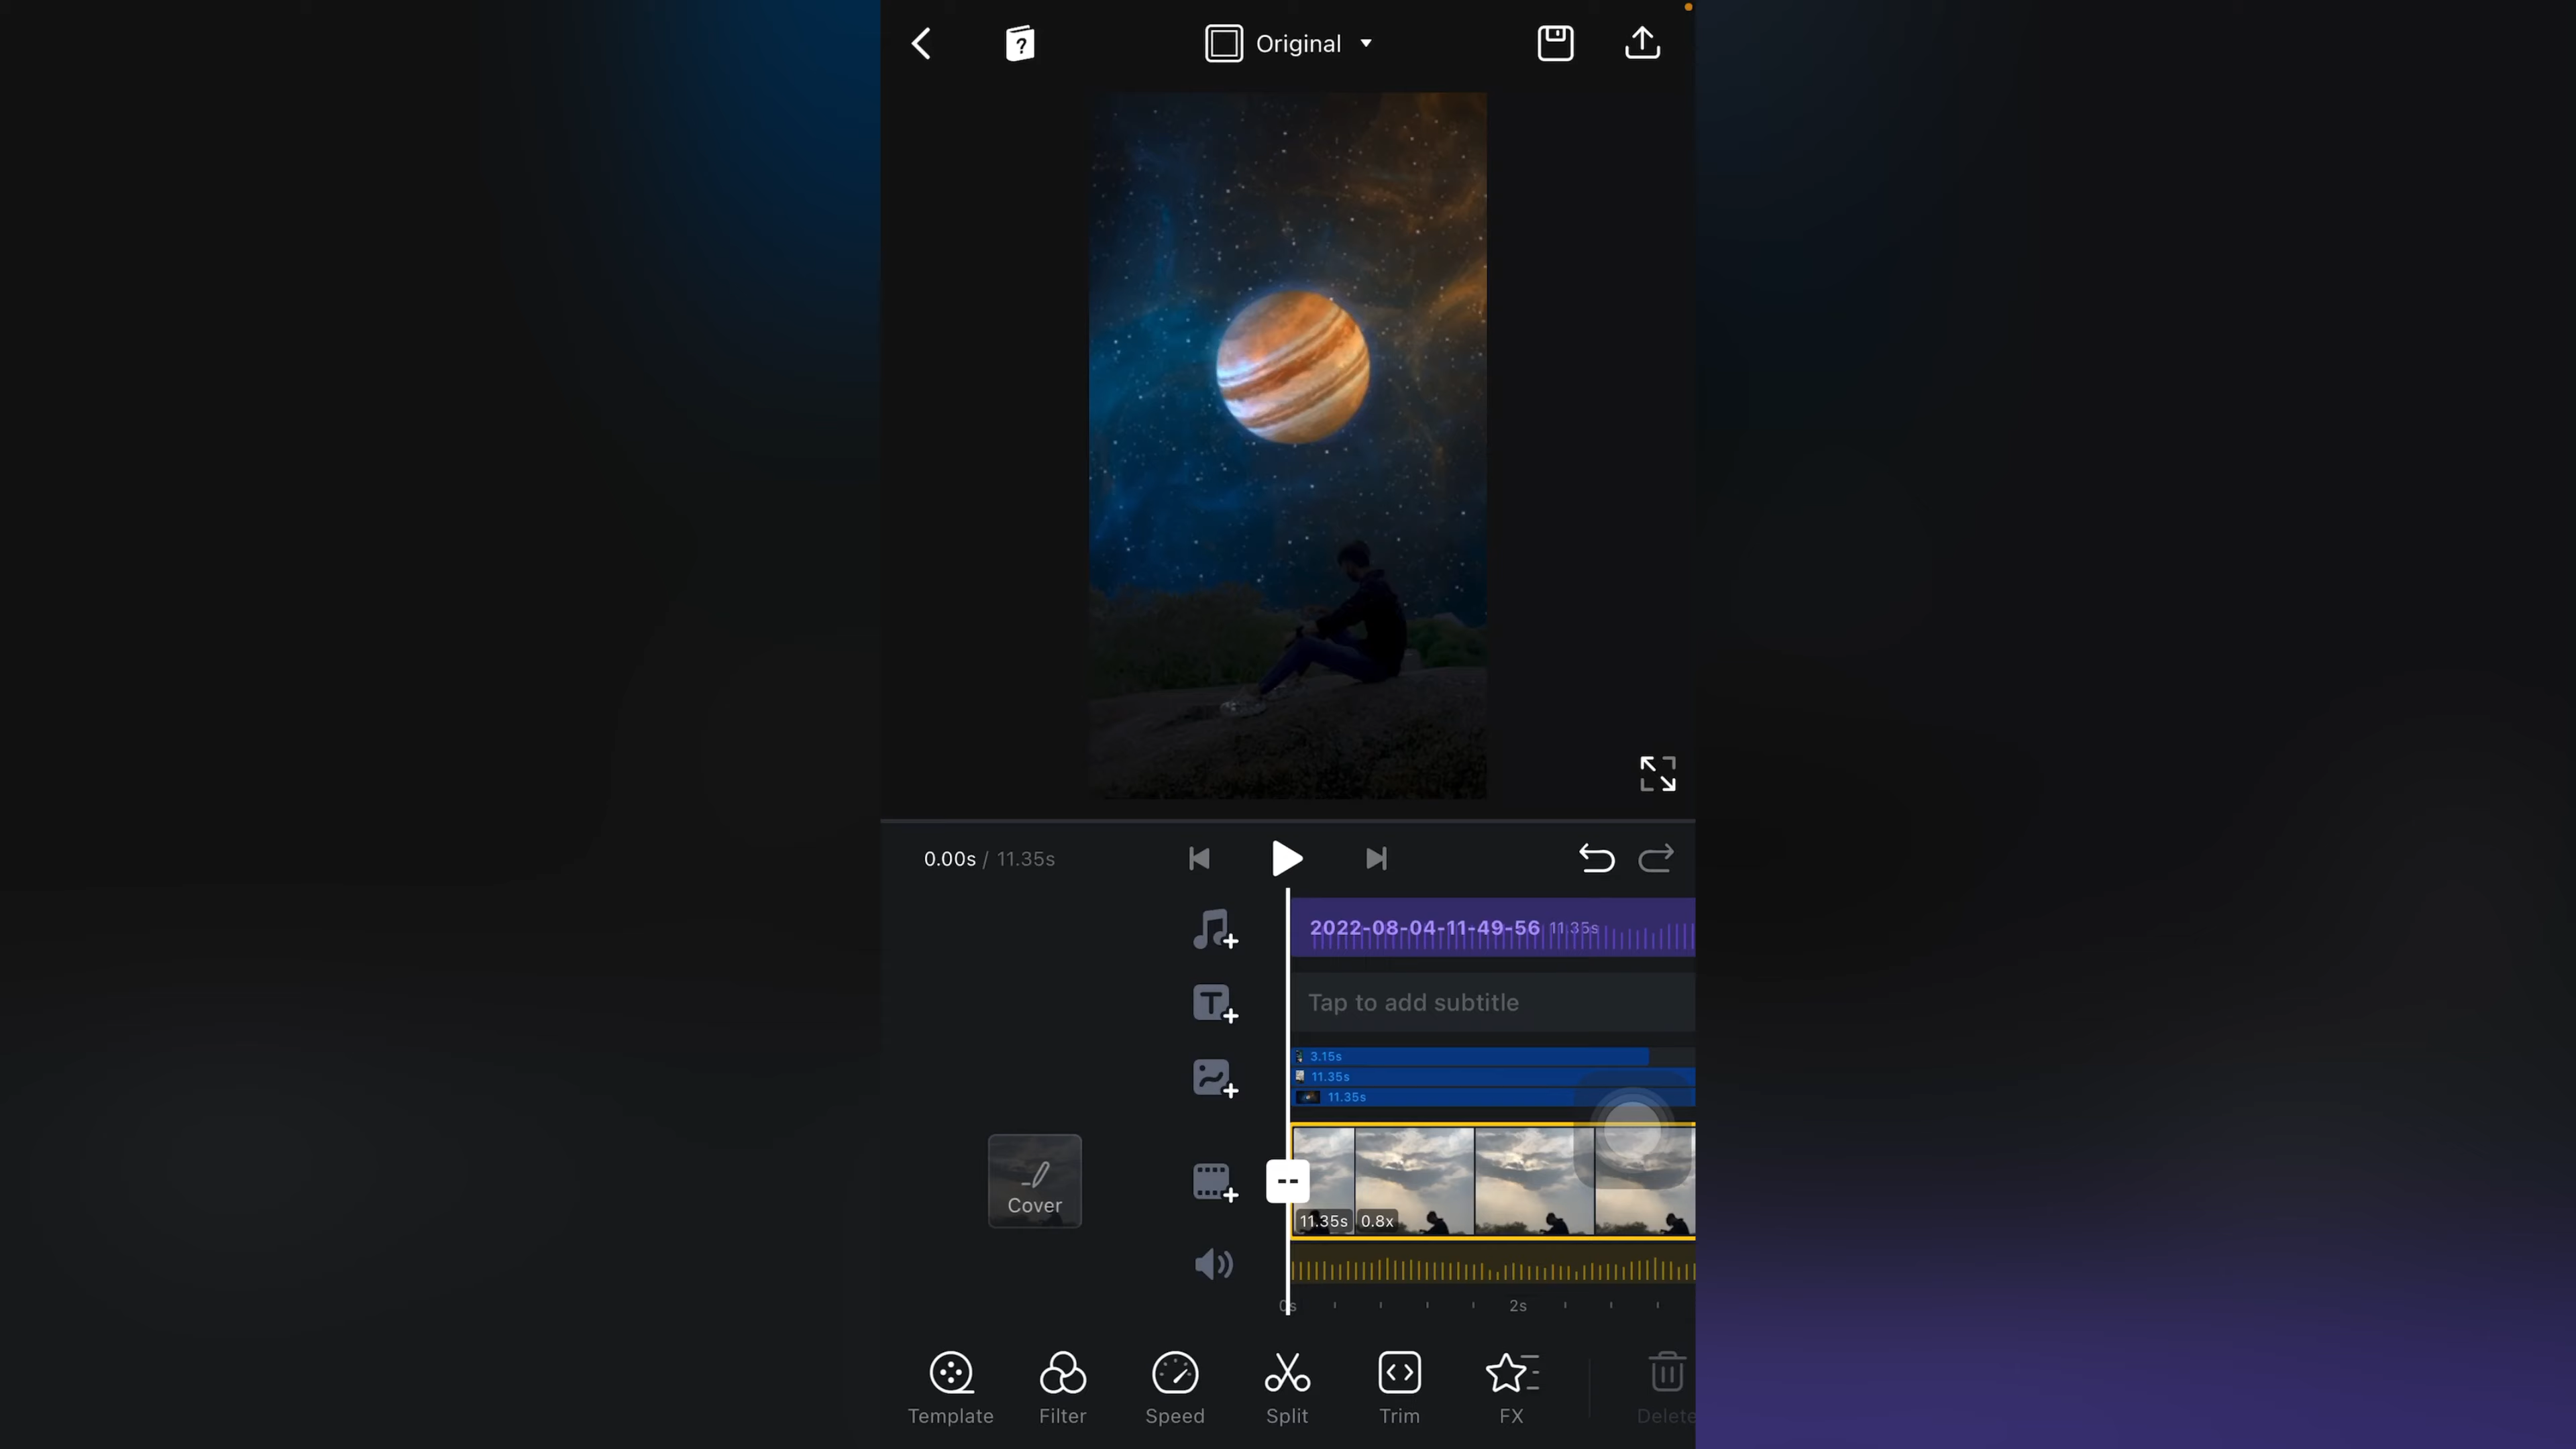 Original
0.00s / 11.35s
2022-08-04-11-49-56 11.35s
Tap to add subtitle
3.15s
11.35s
11.35s
Cover
11.35s 0.8x
0s 2s
Template Filter Speed Split Trim FX Delete